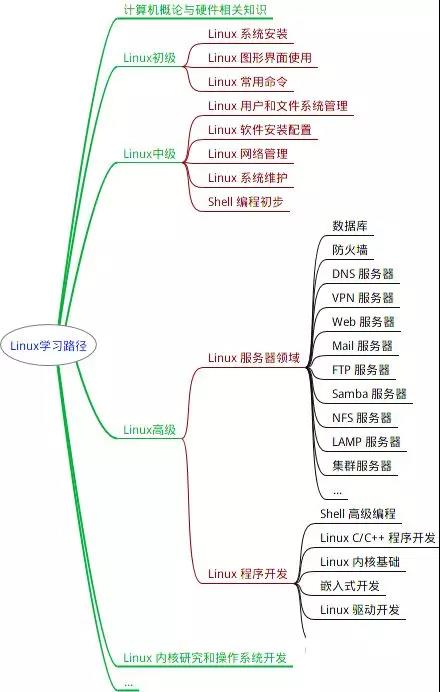 计算机概论与硬件相关知识
Linux 系统安装
Linux初级
Linux 图形界面使用
Linux 常用命令
Linux 用户和文件系统管理
Linux 软件安装配置
Linux中级
Linux 网络管理
Linux 系统维护
Shell 编程初步
数据库
防火墙
DNS 服务器
VPN 服务器
Web 服务器
Linux学习路径
Mail 服务器
Linux 服务器领域
FTP 服务器
Samba 服务器
NFS 服务器
Linux高级
LAMP 服务器
集群服务器
...
Shell 高级编程
Linux C/C++ 程序开发
Linux 内核基础
Linux 程序开发
嵌入式开发
Linux 驱动开发
Linux 内核研究和操作系统开发
...